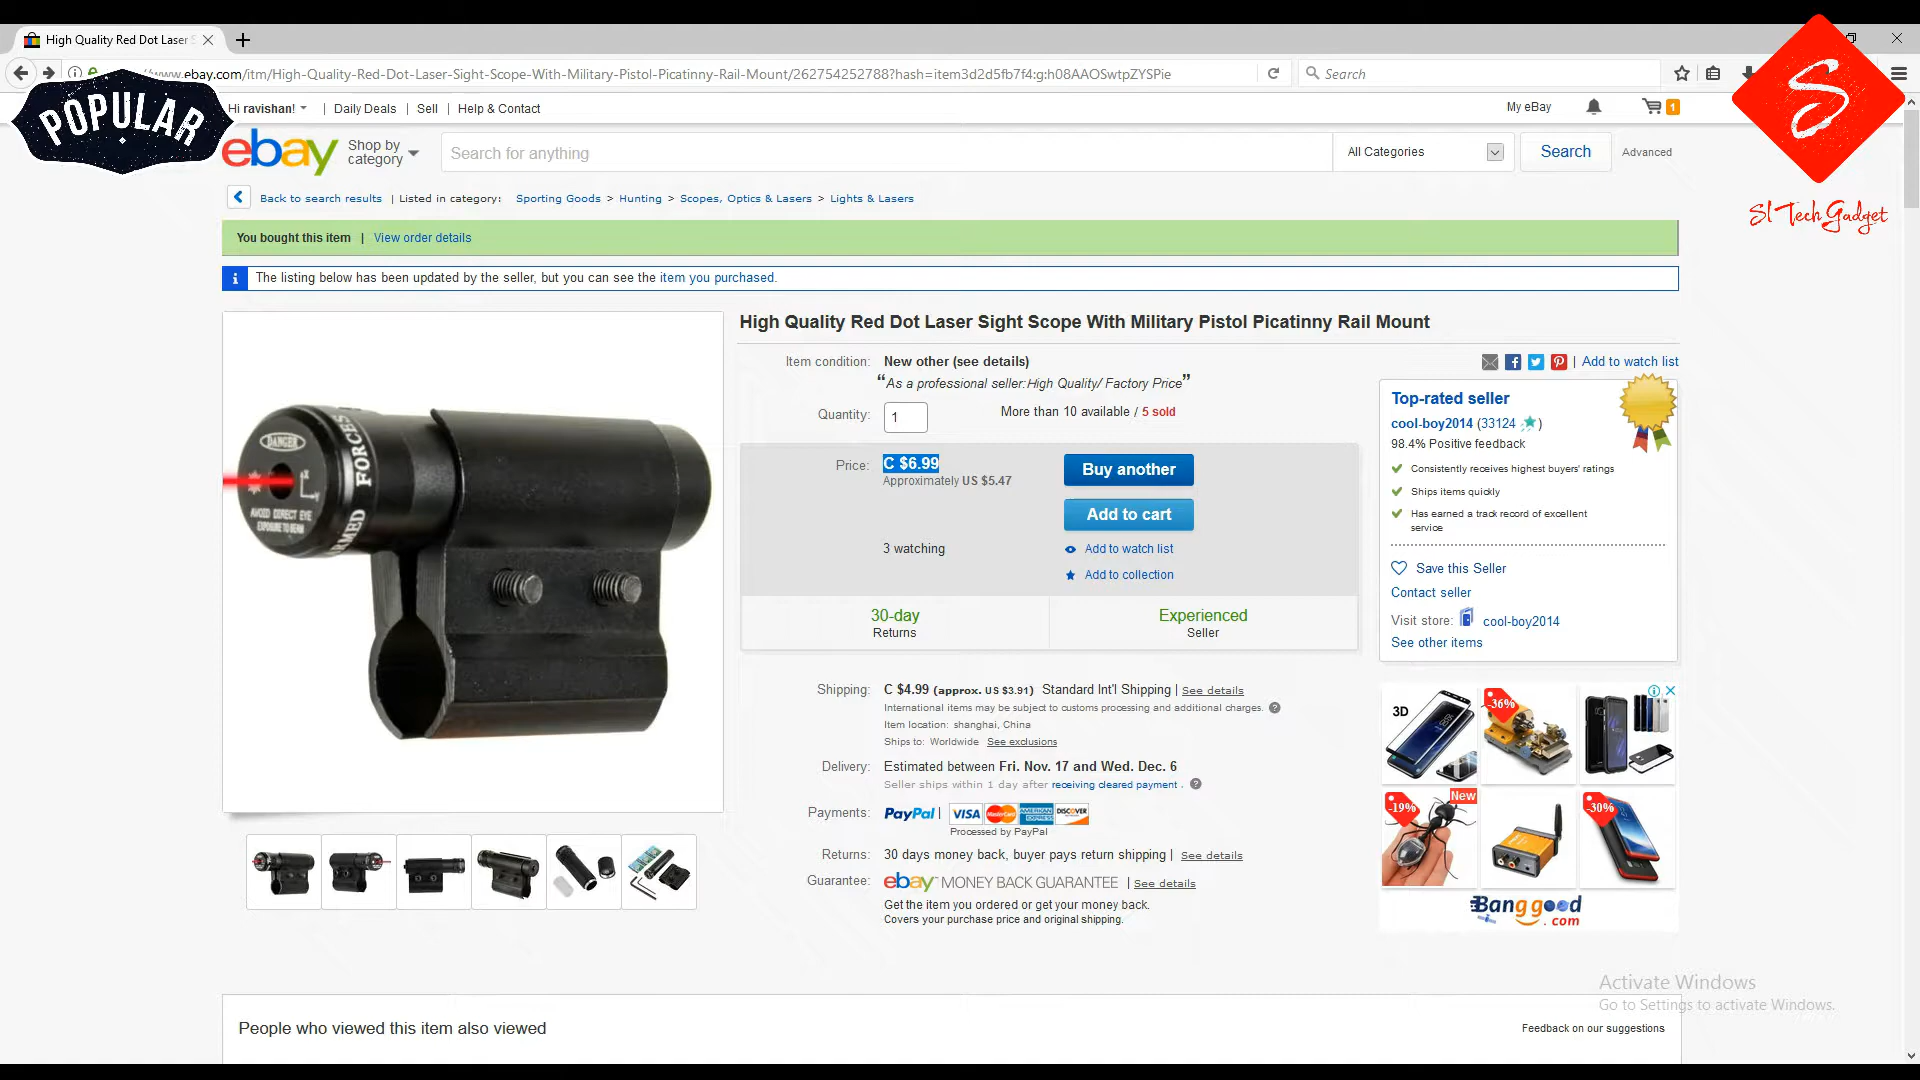 High Quality Red Dot Laser S
www.ebay.com/itm/High-Quality-Red-Dot-Laser-Sight-Scope-With-Military-Pistol-Picatinny-Rail-Mount/262754252788?hash=item3d2d5fb7f4:g:h08AAOSwtpZYSPie
Search
POPULAR
Hi ravishan! | Daily Deals | Sell | Help & Contact
My eBay
1
S
Sl Tech Gadget
ebay
Shop by category
Search for anything
All Categories
Search
Advanced
Back to search results | Listed in category: Sporting Goods > Hunting > Scopes, Optics & Lasers > Lights & Lasers
You bought this item | View order details
i The listing below has been updated by the seller, but you can see the item you purchased.
DANGER
AVOID DIRECT EYE
EXPOSURE TO BEAM
ARMED FORCES
High Quality Red Dot Laser Sight Scope With Military Pistol Picatinny Rail Mount
Item condition: New other (see details)
“As a professional seller:High Quality/ Factory Price”
Quantity: 1
More than 10 available / 5 sold
Price: C $6.99
Approximately US $5.47
Buy another
Add to cart
3 watching
Add to watch list
Add to collection
30-day
Returns
Experienced
Seller
Shipping: C $4.99 (approx. US $3.91) Standard Int'l Shipping | See details
International items may be subject to customs processing and additional charges. ?
Item location: shanghai, China
Ships to: Worldwide See exclusions
Delivery: Estimated between Fri. Nov. 17 and Wed. Dec. 6
Seller ships within 1 day after receiving cleared payment . ?
Payments: PayPal | VISA MasterCard AMERICAN EXPRESS DISCOVER
Processed by PayPal
Returns: 30 days money back, buyer pays return shipping | See details
Guarantee: ebay MONEY BACK GUARANTEE | See details
Get the item you ordered or get your money back.
Covers your purchase price and original shipping.
| Add to watch list
Top-rated seller
cool-boy2014 (33124 )
98.4% Positive feedback
Consistently receives highest buyers' ratings
Ships items quickly
Has earned a track record of excellent
service
Save this Seller
Contact seller
Visit store: cool-boy2014
See other items
3D
-36%
-19%
New
-30%
Banggood
.com
Activate Windows
Go to Settings to activate Windows.
People who viewed this item also viewed
Feedback on our suggestions